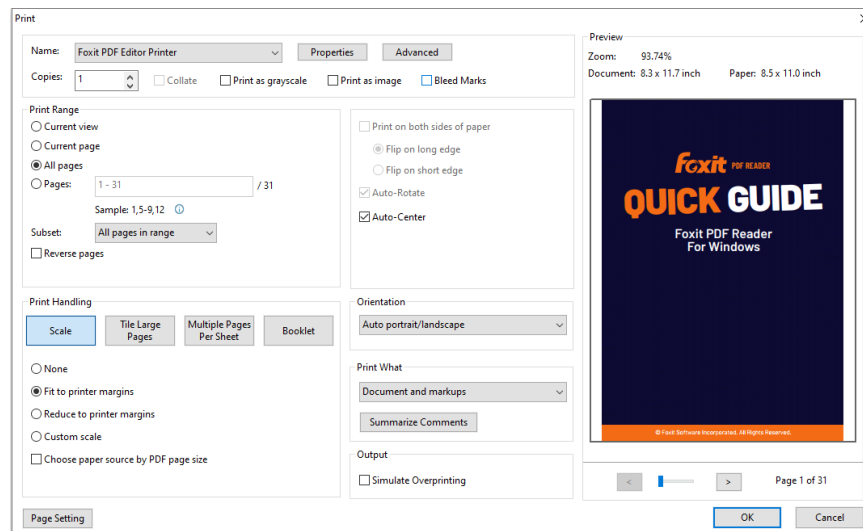 Print
Name: Foxit PDF Editor Printer Properties Advanced
Copies: 1 Collate Print as grayscale Print as image Bleed Marks
Print Range
Current view
Current page
All pages
Pages: 1 - 31 / 31
Sample: 1,5-9,12
Subset: All pages in range
Reverse pages
Print on both sides of paper
Flip on long edge
Flip on short edge
Auto-Rotate
Auto-Center
Print Handling
Scale
Tile Large
Pages
Multiple Pages
Per Sheet
Booklet
None
Fit to printer margins
Reduce to printer margins
Custom scale
Choose paper source by PDF page size
Orientation
Auto portrait/landscape
Print What
Document and markups
Summarize Comments
Output
Simulate Overprinting
Preview
Zoom: 93.74%
Document: 8.3 x 11.7 inch Paper: 8.5 x 11.0 inch
Foxit PDF READER
QUICK GUIDE
Foxit PDF Reader
For Windows
© Foxit Software Incorporated. All Rights Reserved.
< > Page 1 of 31
Page Setting OK Cancel